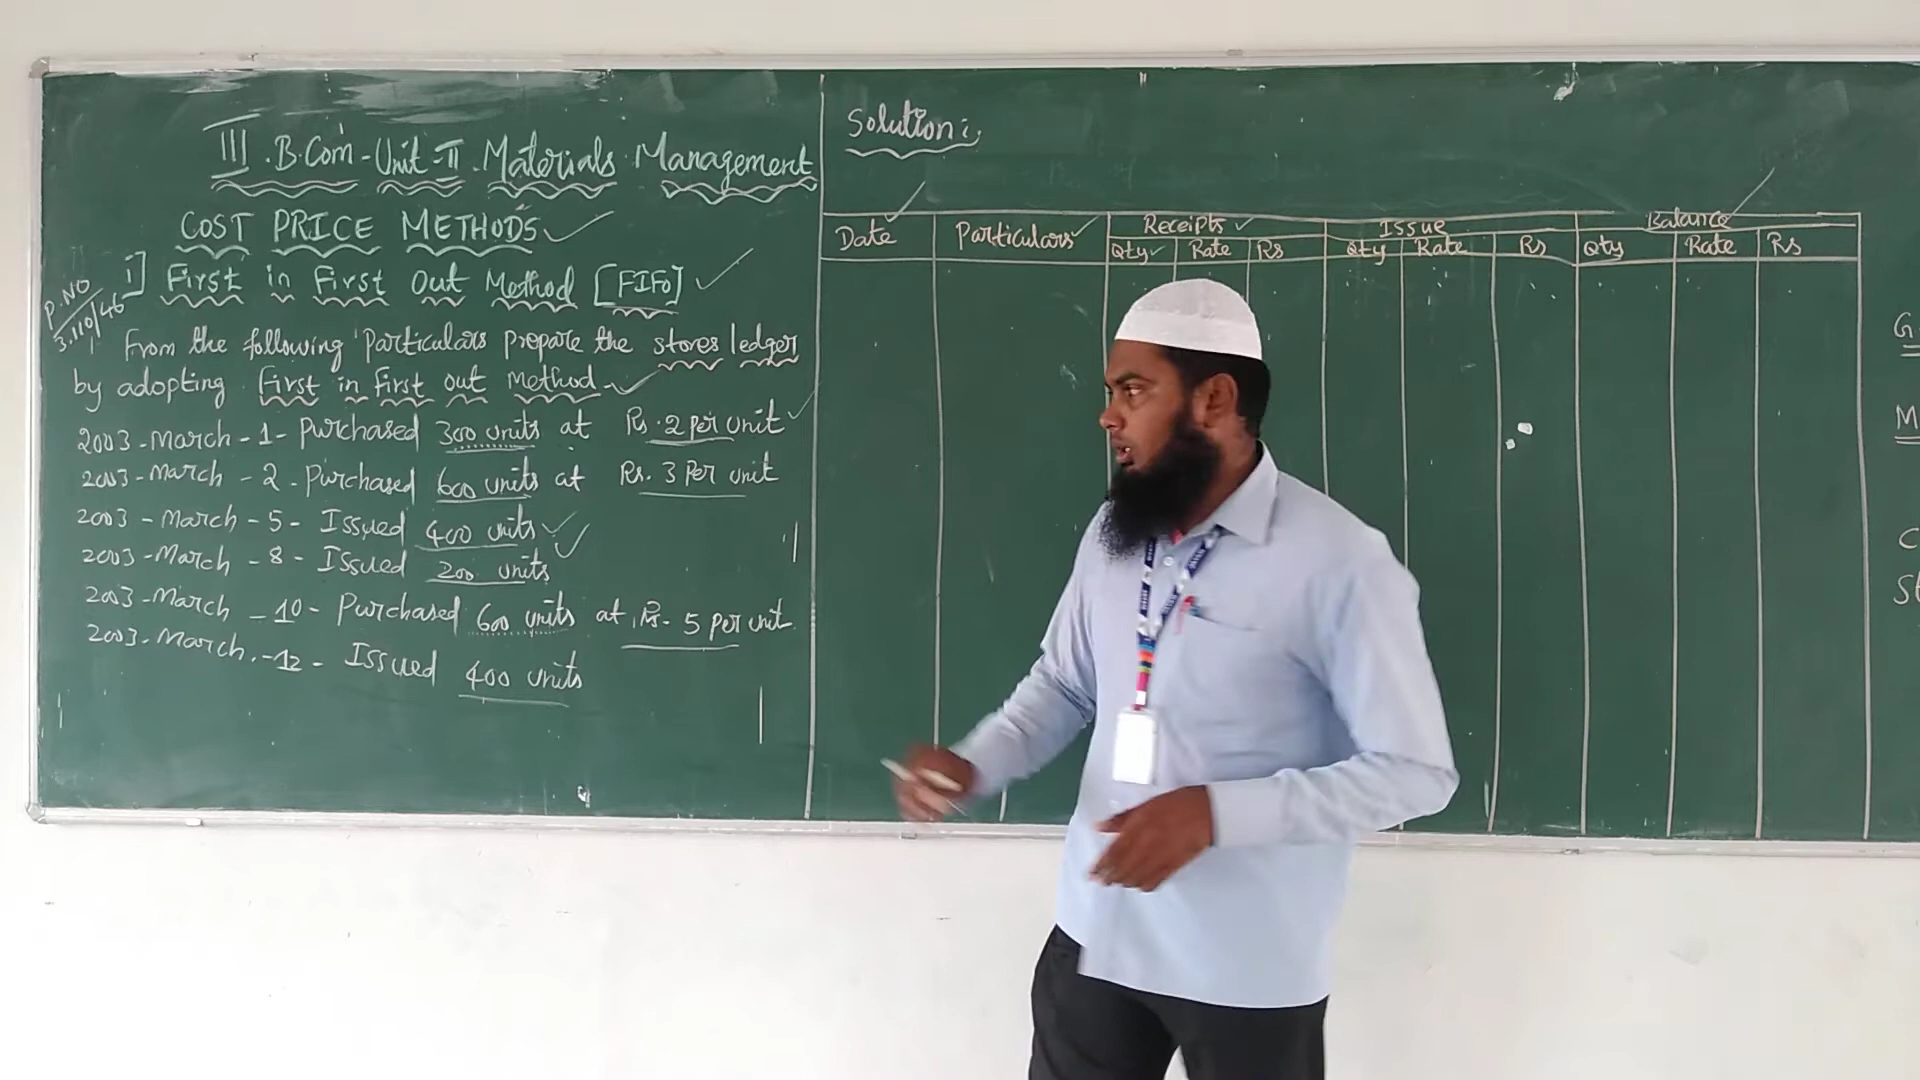 III . B.Com - Unit - II . Materials Management
COST PRICE METHODS
P.NO
3.110/46
1] First in First Out Method [FIFO]
From the following Particulars prepare the stores ledger
by adopting First in First out Method
2003 - March - 1 - Purchased 300 units at Rs. 2 per unit
2003 - March - 2 - Purchased 600 units at Rs. 3 Per unit
2003 - March - 5 - Issued 400 units
2003 - March - 8 - Issued 200 units
2003 - March - 10 - Purchased 600 units at Rs. 5 per unit
2003 - March - 12 - Issued 400 units
Solution :
Date Particulars Receipts Issue Balance
Qty Rate Rs Qty Rate Rs Qty Rate Rs
G
M
C
St